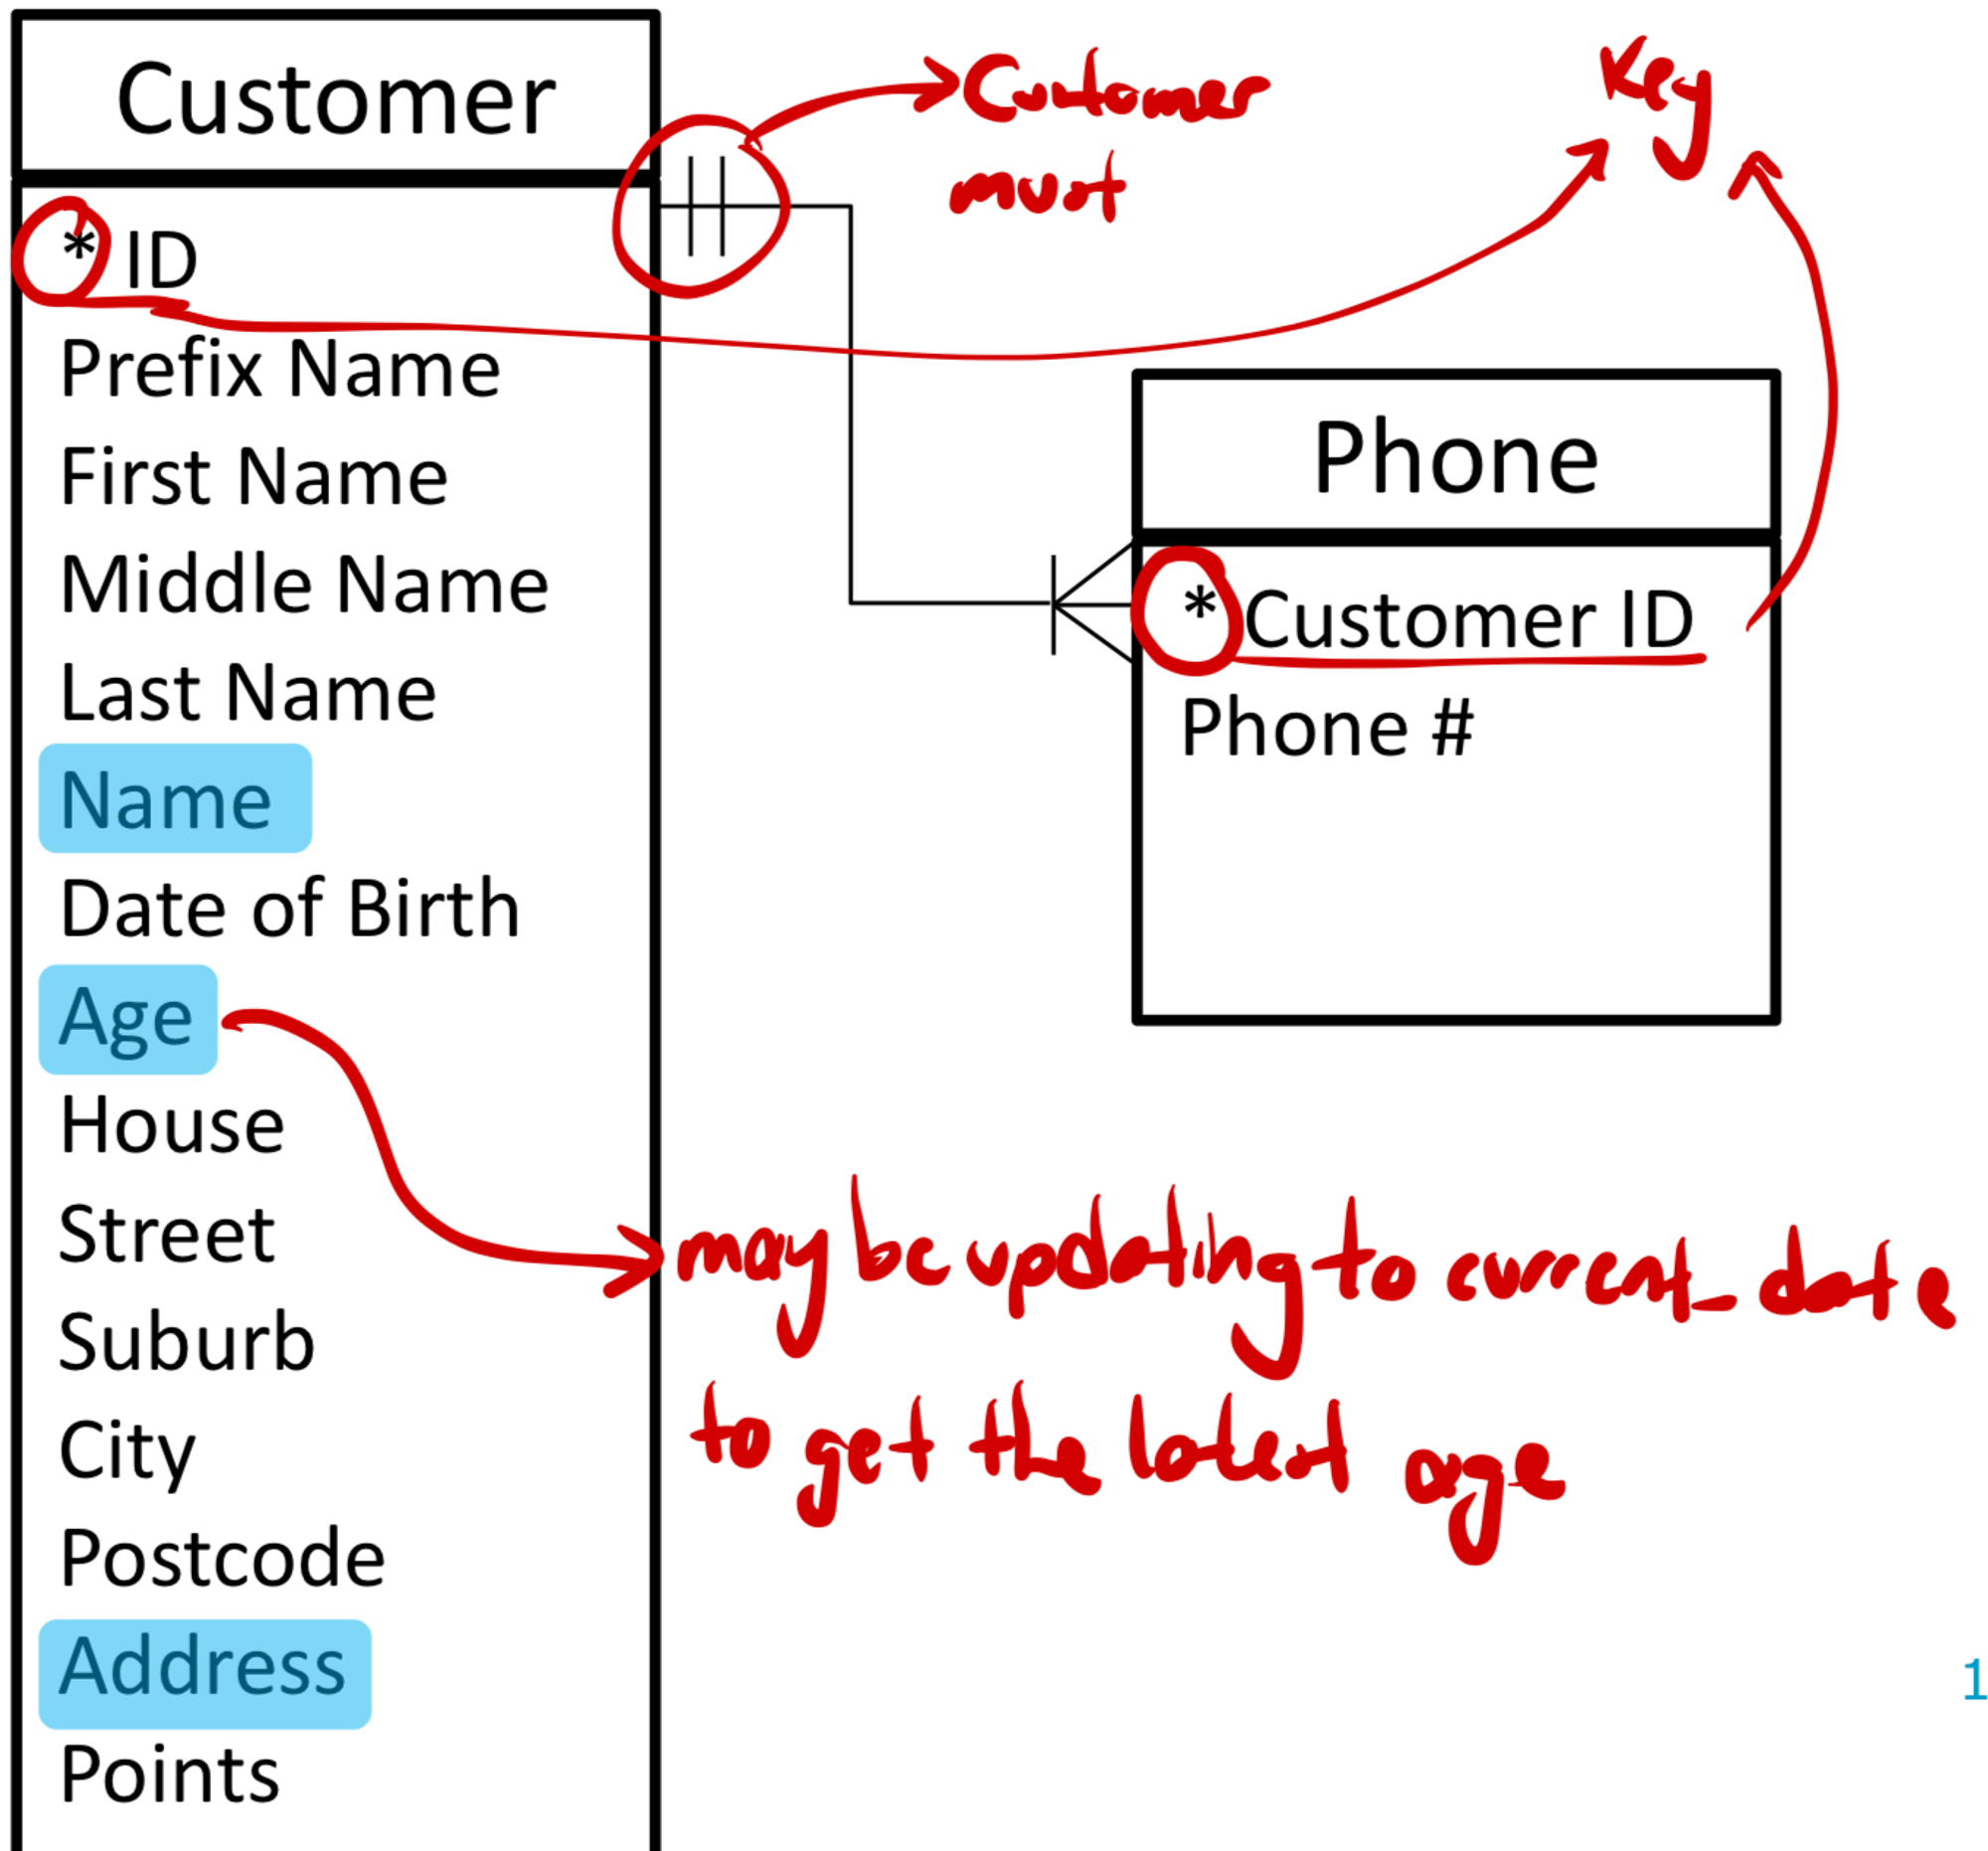 Customer
* ID
Prefix Name
First Name
Middle Name
Last Name
Name
Date of Birth
Age
House
Street
Suburb
City
Postcode
Address
Points
Customer
must
Key
Phone
* Customer ID
Phone #
may be updating to current_date
to get the latest age
1